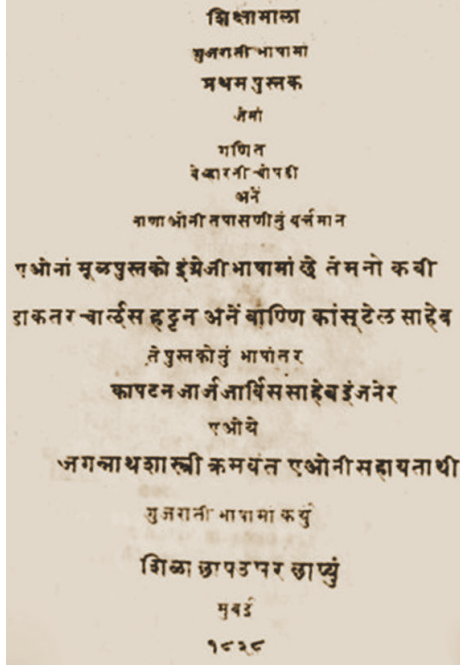 शिक्षामाला
गुजराती भाषामां
प्रथम पुस्तक
जेमां
गणित
वेव्हारनी चोपडी
अनें
नाणाओनी तपासणीनुं वर्त्तमान
एओनां मूळपुस्तको इंग्रेजी भाषामां छे तेमनो कवी
डाकतर चार्ल्स हट्टन अनें बाण्णि कांस्टेल साहेब
ते पुस्तकोनुं भाषांतर
कापटन जार्ज जार्विस साहेब इंजनेर
एओये
जगन्नाथशास्त्री क्रमवंत एओनी सहायताथी
गुजराती भाषामां कर्युं
शिळा छाप उपर छाप्युं
मुंबई
१८२८